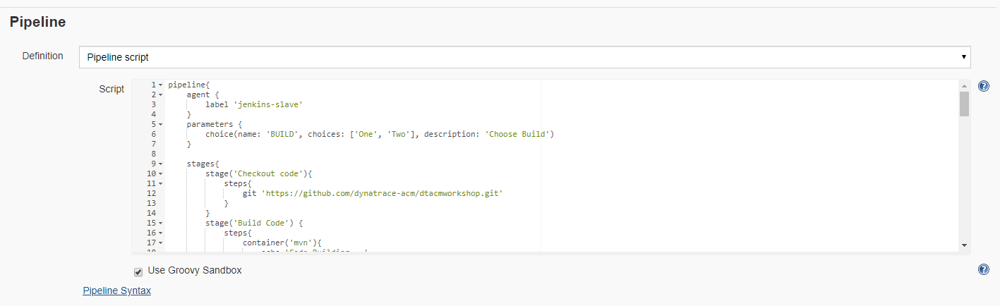 Pipeline
Definition
Pipeline script
Script
1 pipeline{
2     agent {
3         label 'jenkins-slave'
4     }
5     parameters {
6         choice(name: 'BUILD', choices: ['One', 'Two'], description: 'Choose Build')
7     }
8
9     stages{
10         stage('Checkout code'){
11             steps{
12                 git 'https://github.com/dynatrace-acm/dtacmworkshop.git'
13             }
14         }
15         stage('Build Code') {
16             steps{
17                 container('mvn'){
18                     echo 'Code Building...'
Use Groovy Sandbox
Pipeline Syntax